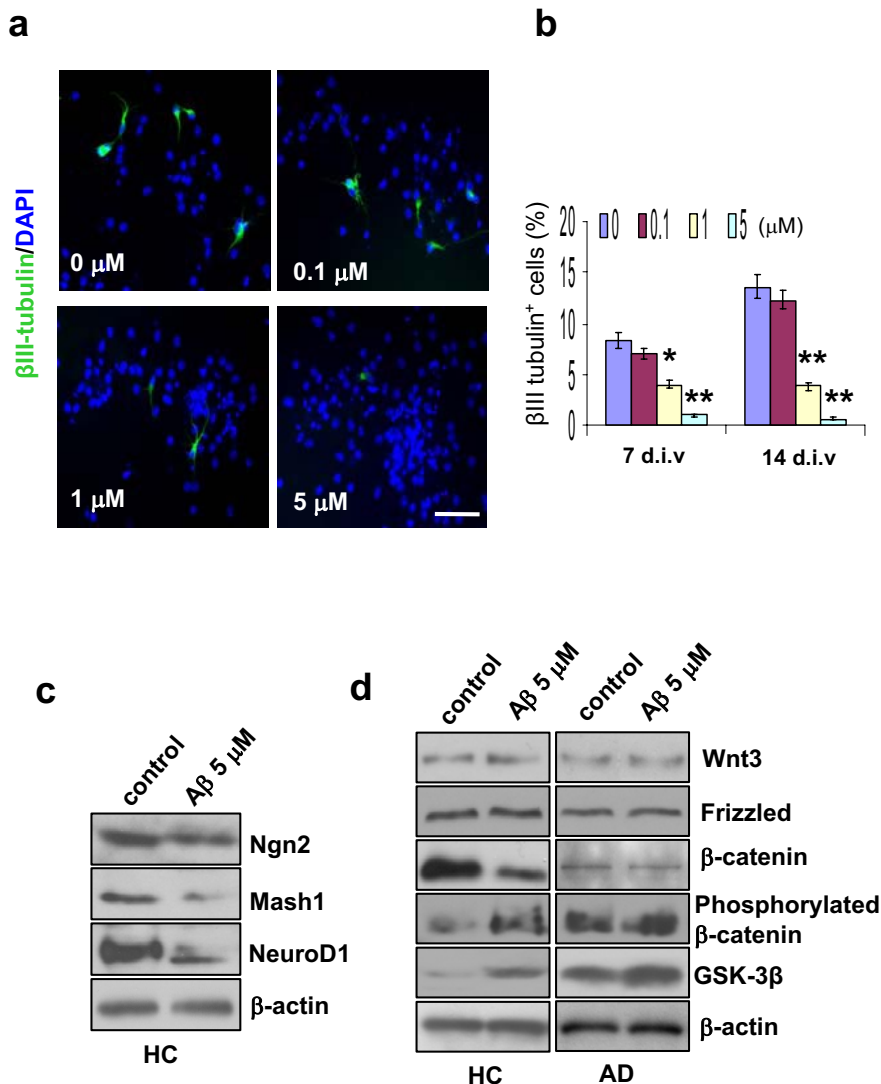 a
βIII-tubulin/DAPI
0 μM
0.1 μM
1 μM
5 μM
b
βIII tubulin⁺ cells (%)
20
15
10
5
0
0 0.1 1 5 (μM)
* **
** **
7 d.i.v 14 d.i.v
c
control Aβ 5 μM
Ngn2
Mash1
NeuroD1
β-actin
HC
d
control Aβ 5 μM control Aβ 5 μM
Wnt3
Frizzled
β-catenin
Phosphorylated
β-catenin
GSK-3β
β-actin
HC AD